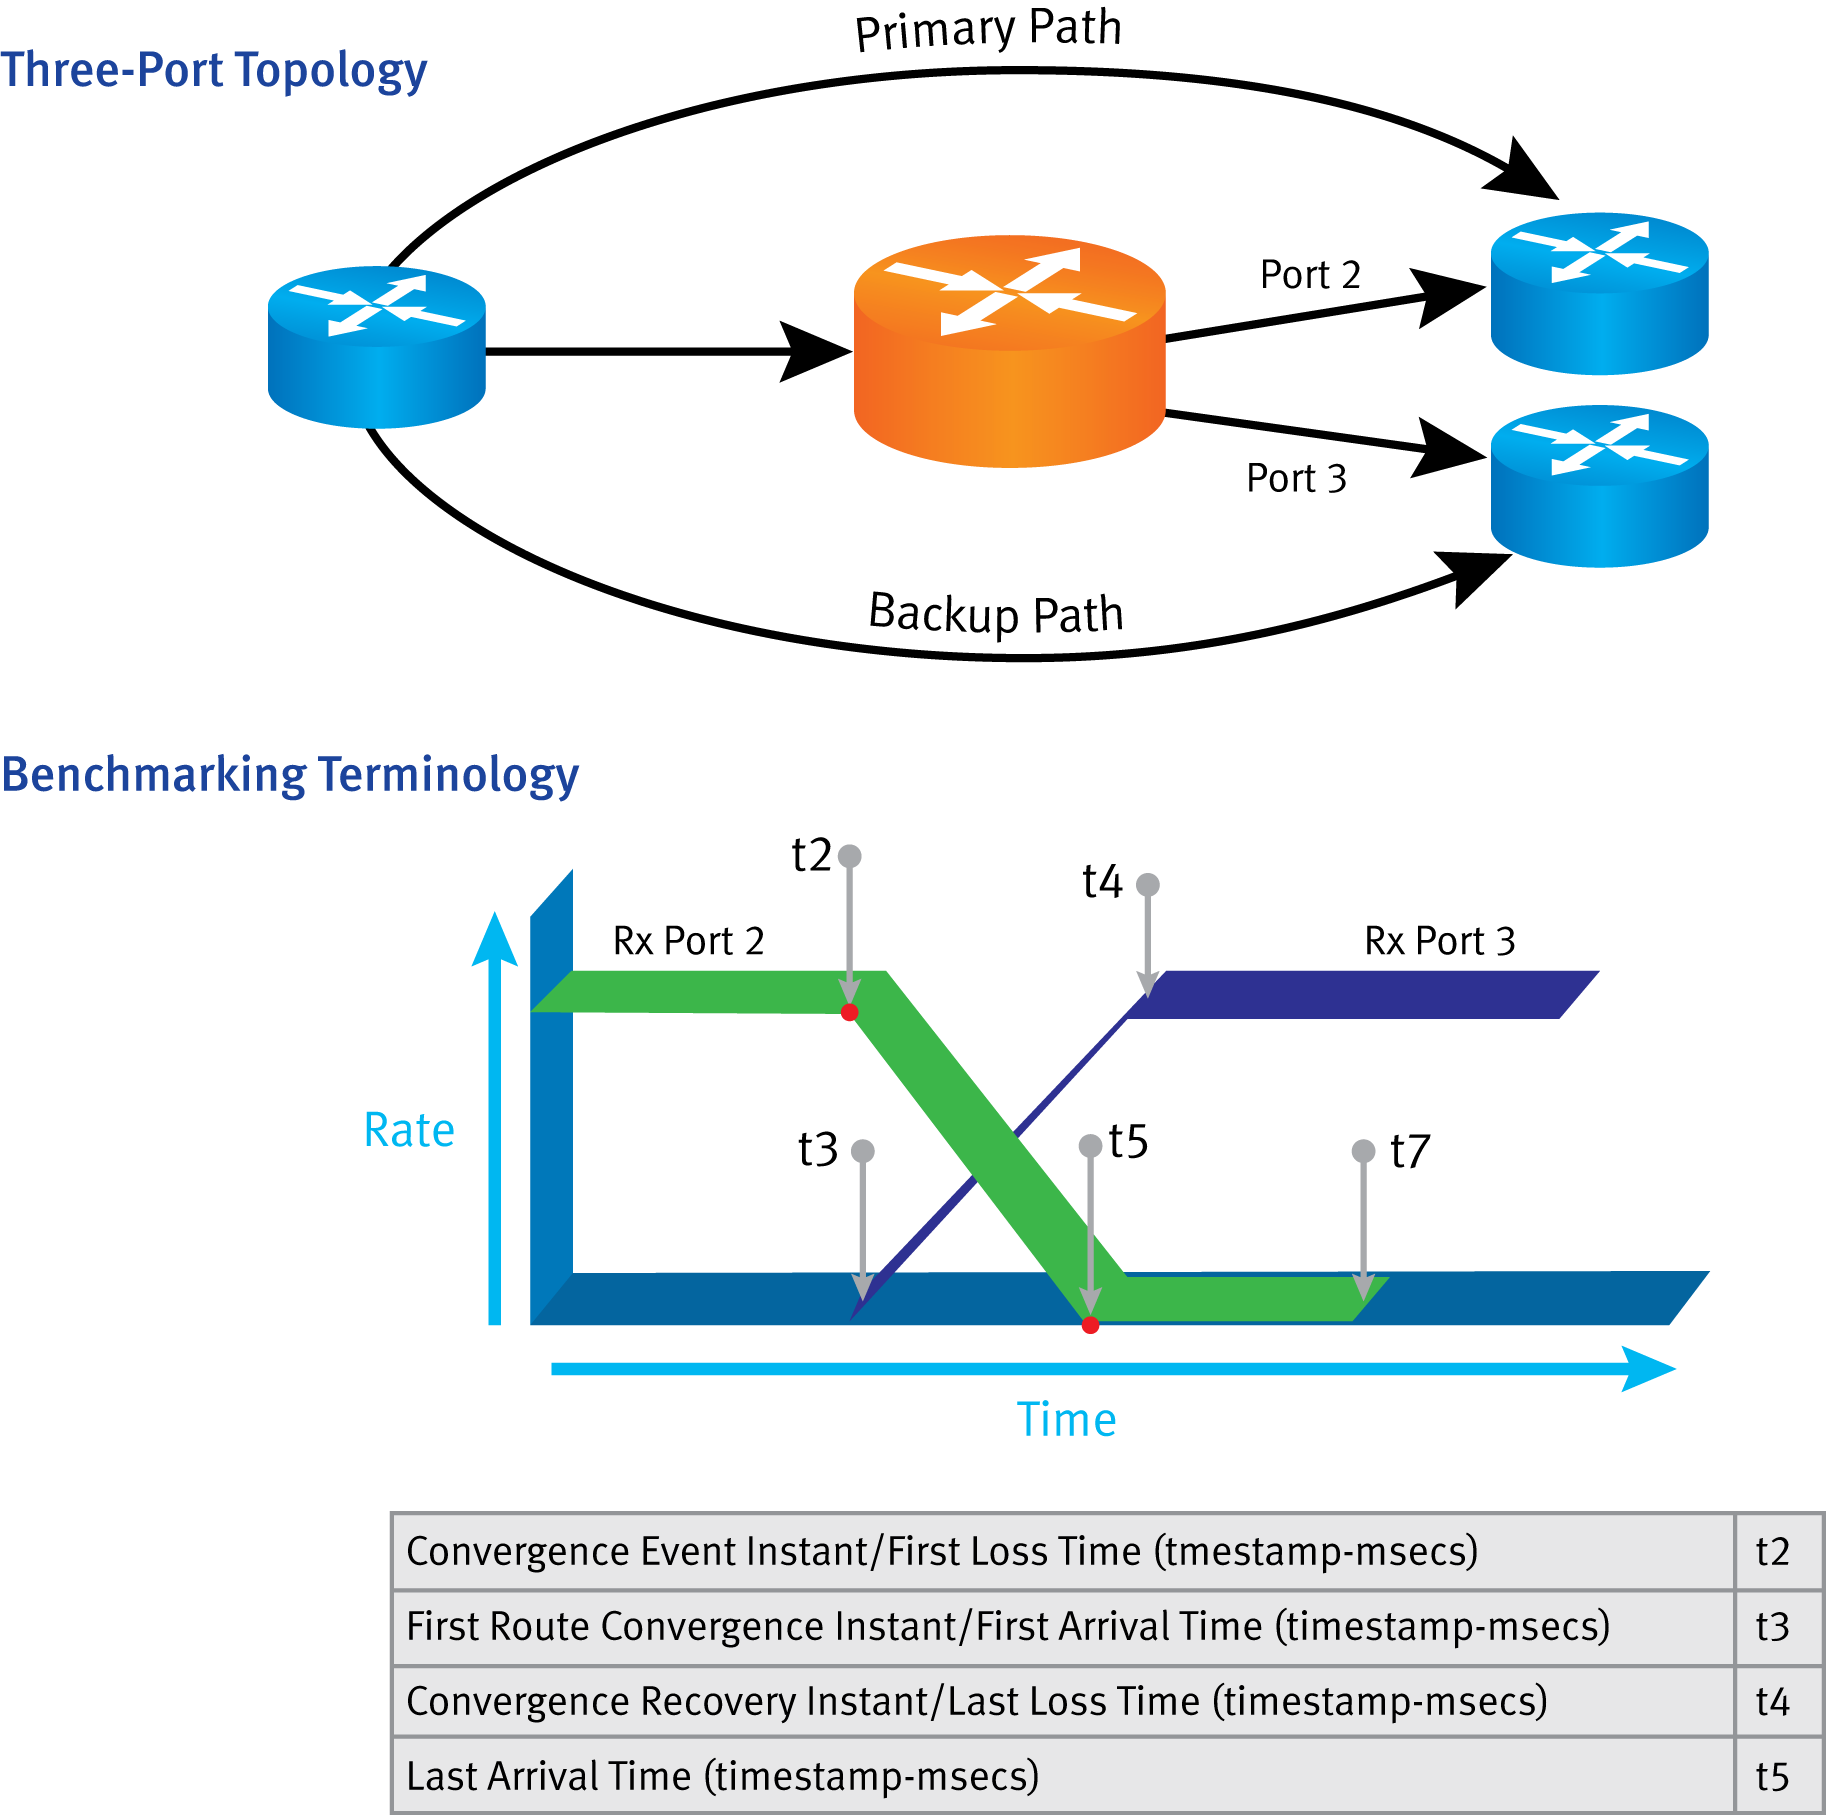 Three-Port Topology
Primary Path
Port 2
Port 3
Backup Path
Benchmarking Terminology
t2
t4
Rx Port 2
Rx Port 3
Rate
t3
t5
t7
Time
Convergence Event Instant/First Loss Time (tmestamp-msecs) t2
First Route Convergence Instant/First Arrival Time (timestamp-msecs) t3
Convergence Recovery Instant/Last Loss Time (timestamp-msecs) t4
Last Arrival Time (timestamp-msecs) t5